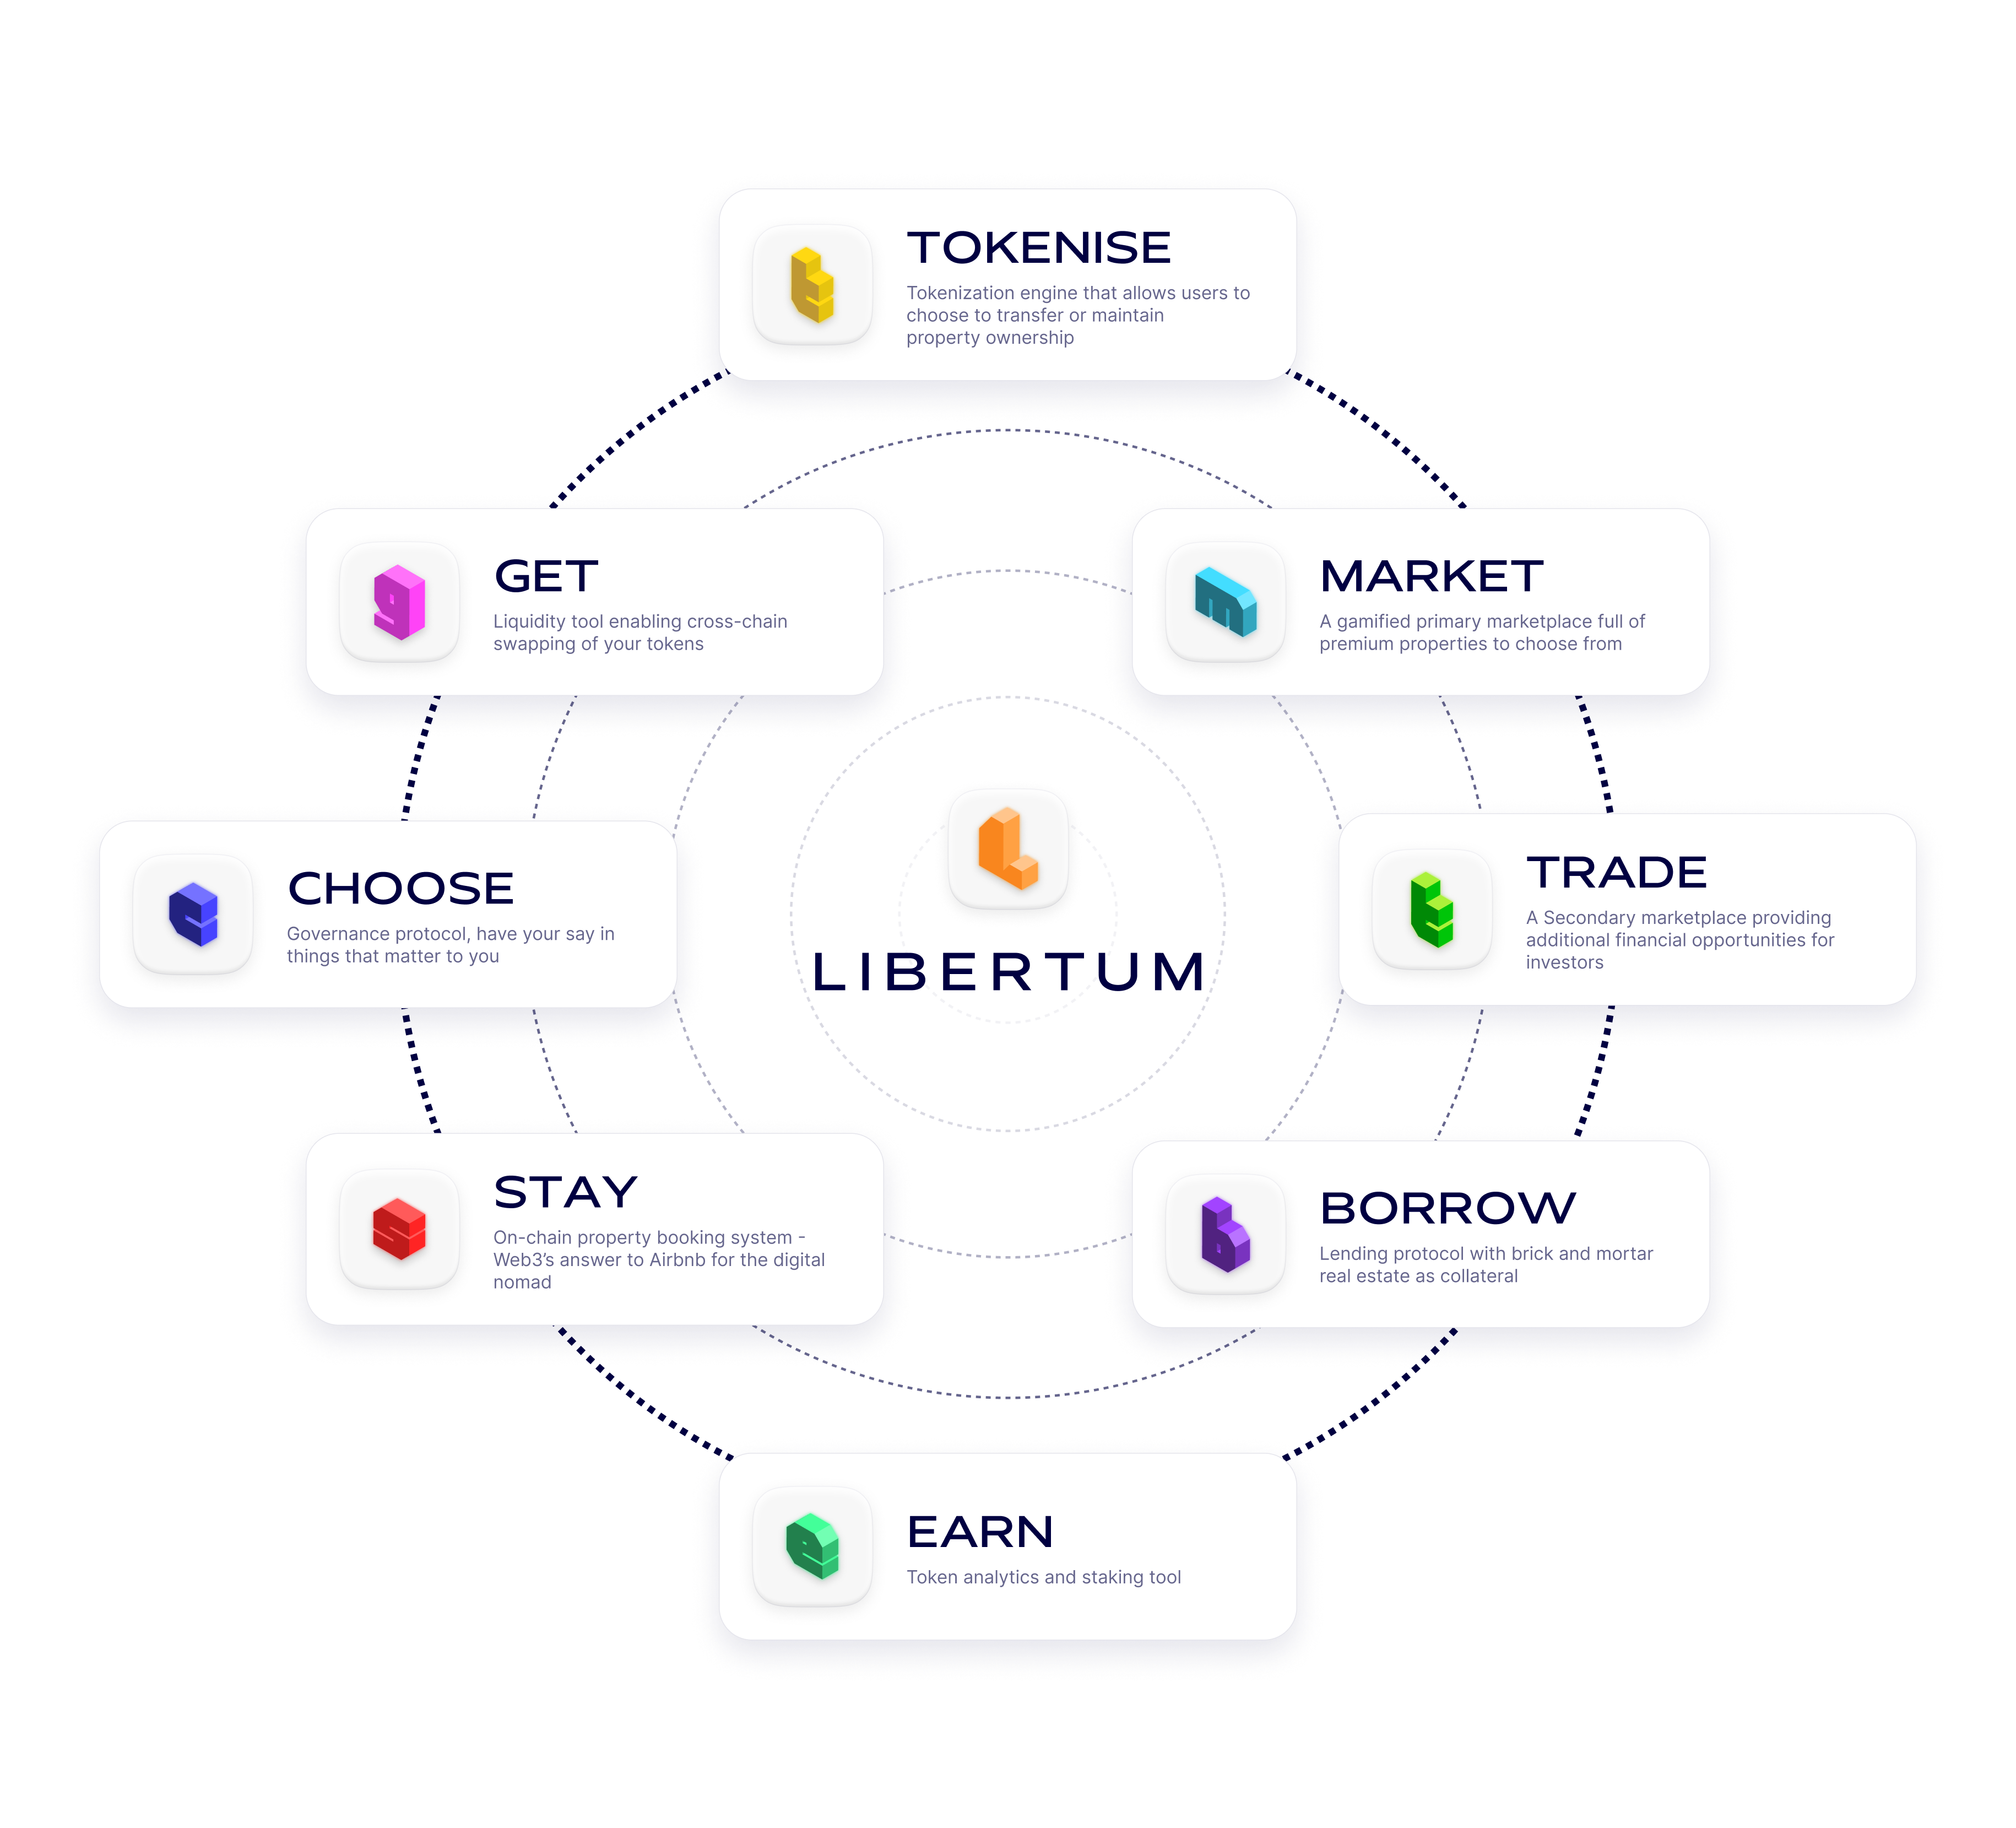 TOKENISE
Tokenization engine that allows users to
choose to transfer or maintain
property ownership
GET
Liquidity tool enabling cross-chain
swapping of your tokens
MARKET
A gamified primary marketplace full of
premium properties to choose from
CHOOSE
Governance protocol, have your say in
things that matter to you
LIBERTUM
TRADE
A Secondary marketplace providing
additional financial opportunities for
investors
STAY
On-chain property booking system -
Web3’s answer to Airbnb for the digital
nomad
BORROW
Lending protocol with brick and mortar
real estate as collateral
EARN
Token analytics and staking tool